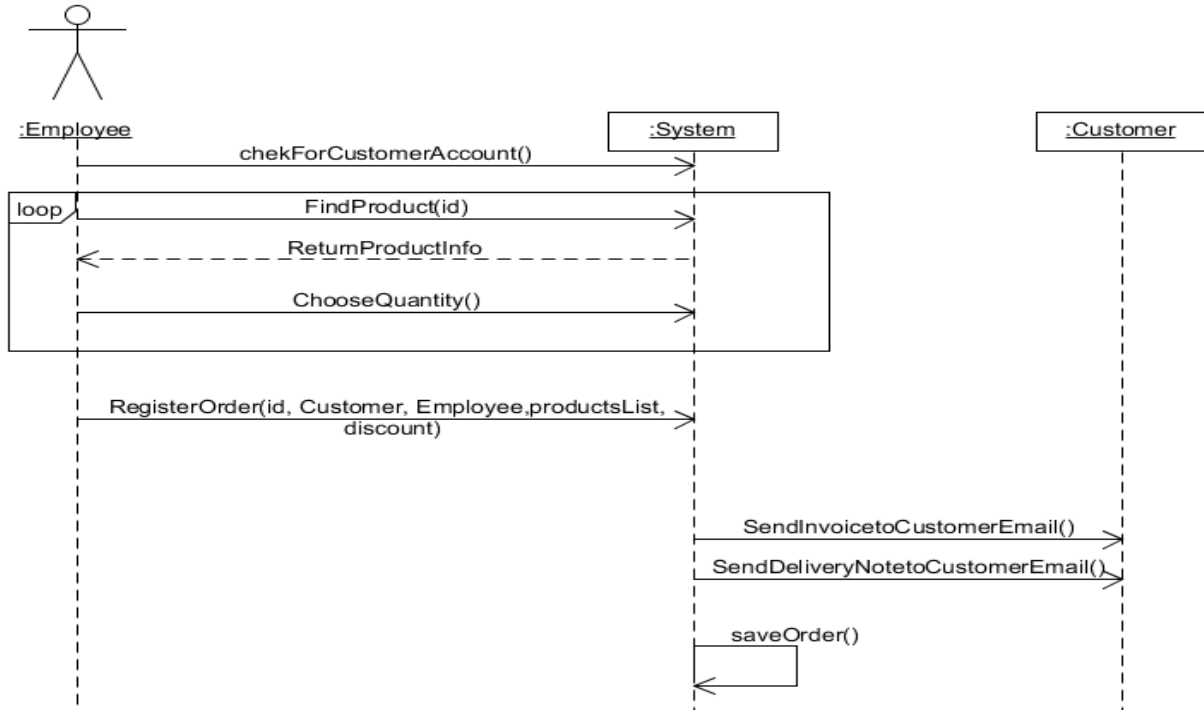 :Employee
:System
:Customer
chekForCustomerAccount()
loop
FindProduct(id)
ReturnProductInfo
ChooseQuantity()
RegisterOrder(id, Customer, Employee,productsList,
discount)
SendInvoicetoCustomerEmail()
SendDeliveryNotetoCustomerEmail()
saveOrder()